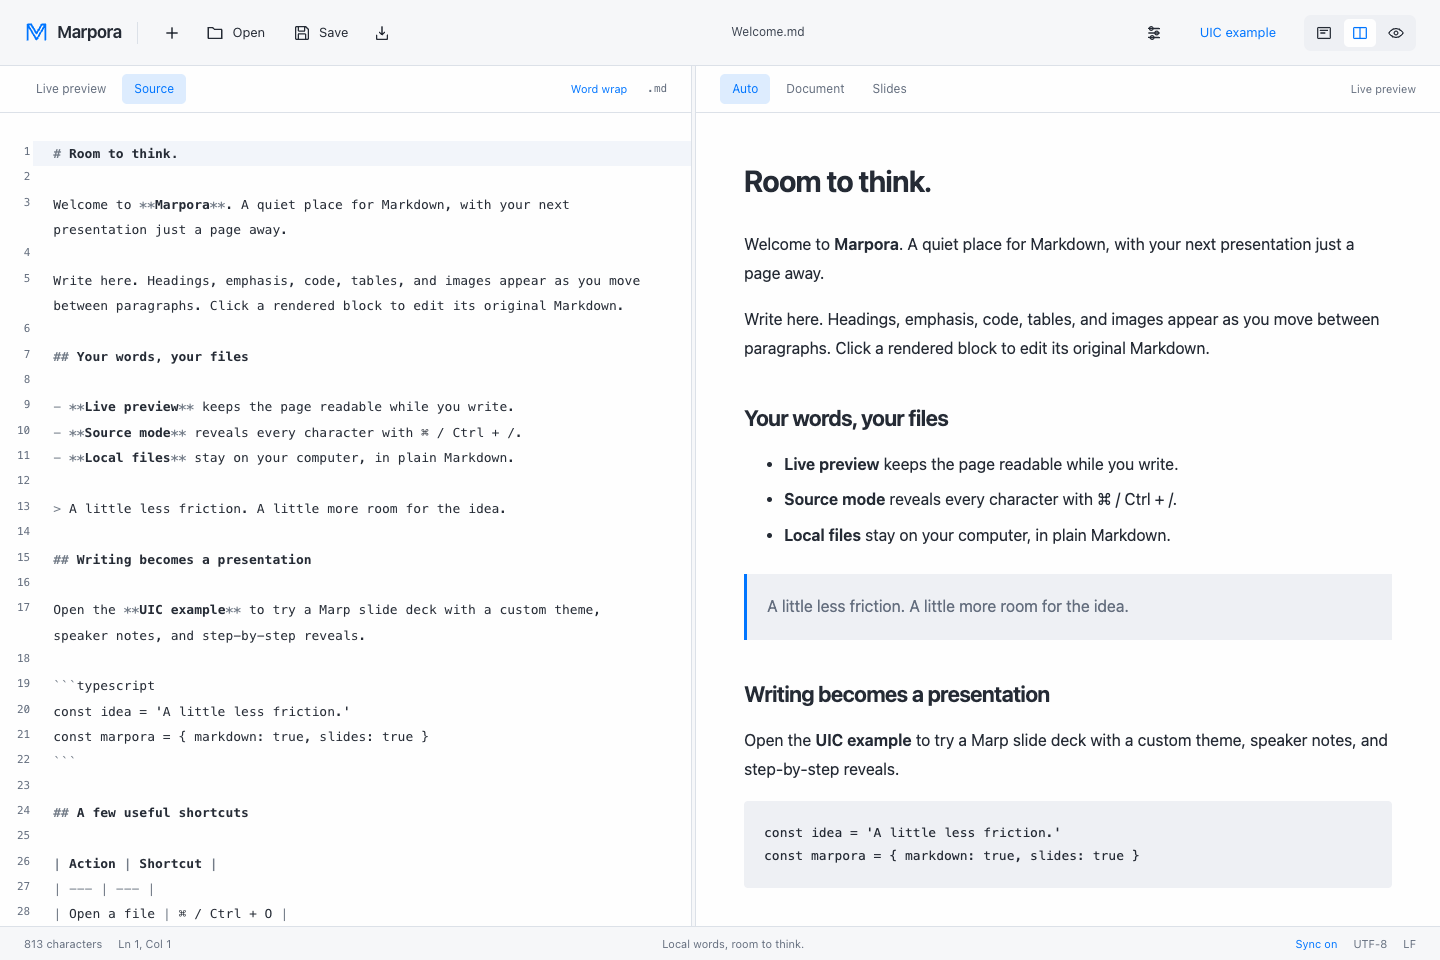 Marpora
Open
Save
Welcome.md
UIC example
Live preview
Source
Word wrap
.md
Auto
Document
Slides
Live preview
1 # Room to think.
2
3 Welcome to **Marpora**. A quiet place for Markdown, with your next
presentation just a page away.
4
5 Write here. Headings, emphasis, code, tables, and images appear as you move
between paragraphs. Click a rendered block to edit its original Markdown.
6
7 ## Your words, your files
8
9 - **Live preview** keeps the page readable while you write.
10 - **Source mode** reveals every character with ⌘ / Ctrl + /.
11 - **Local files** stay on your computer, in plain Markdown.
12
13 > A little less friction. A little more room for the idea.
14
15 ## Writing becomes a presentation
16
17 Open the **UIC example** to try a Marp slide deck with a custom theme,
speaker notes, and step-by-step reveals.
18
19 ```typescript
20 const idea = 'A little less friction.'
21 const marpora = { markdown: true, slides: true }
22 ```
23
24 ## A few useful shortcuts
25
26 | Action | Shortcut |
27 | --- | --- |
28 | Open a file | ⌘ / Ctrl + O |
Room to think.
Welcome to Marpora. A quiet place for Markdown, with your next presentation just a
page away.
Write here. Headings, emphasis, code, tables, and images appear as you move between
paragraphs. Click a rendered block to edit its original Markdown.
Your words, your files
• Live preview keeps the page readable while you write.
• Source mode reveals every character with ⌘ / Ctrl + /.
• Local files stay on your computer, in plain Markdown.
A little less friction. A little more room for the idea.
Writing becomes a presentation
Open the UIC example to try a Marp slide deck with a custom theme, speaker notes, and
step-by-step reveals.
const idea = 'A little less friction.'
const marpora = { markdown: true, slides: true }
813 characters
Ln 1, Col 1
Local words, room to think.
Sync on
UTF-8
LF